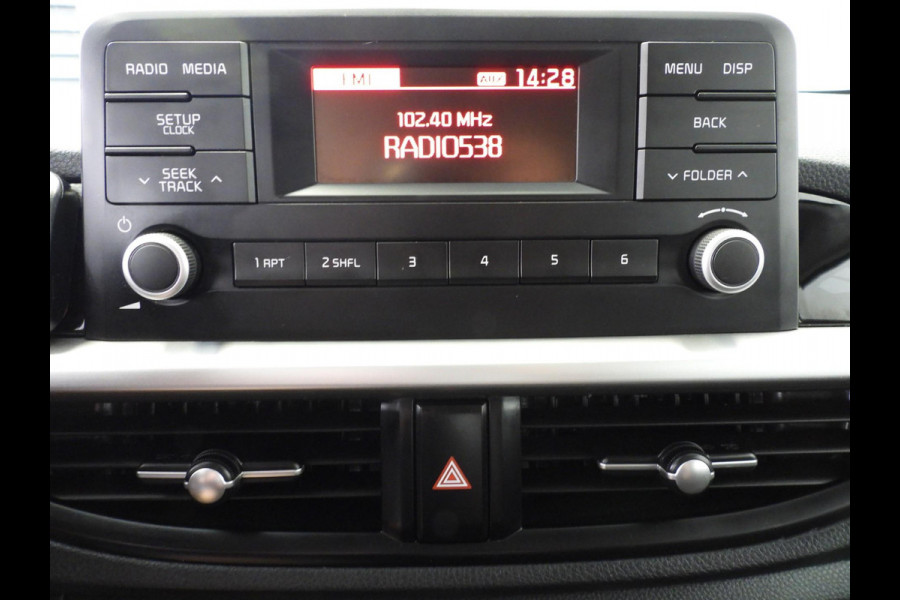 RADIO MEDIA
SETUP
CLOCK
SEEK
TRACK
FM1
14:28
102.40 MHz
RADIO538
MENU DISP
BACK
FOLDER
1 RPT
2 SHFL
3
4
5
6